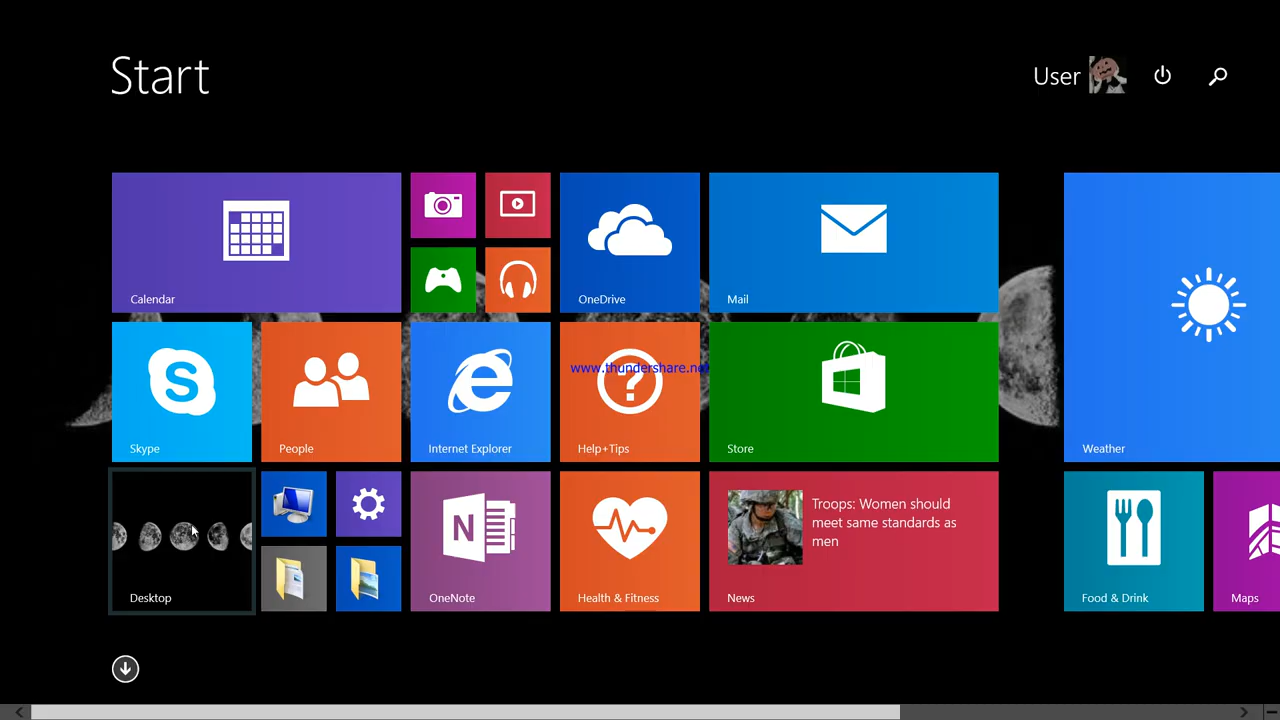 Start
User
Calendar
OneDrive
Mail
www.thundershare.net
Skype
People
Internet Explorer
Help+Tips
Store
Weather
Desktop
N
OneNote
Health & Fitness
Troops: Women should
meet same standards as
men
News
Food & Drink
Maps